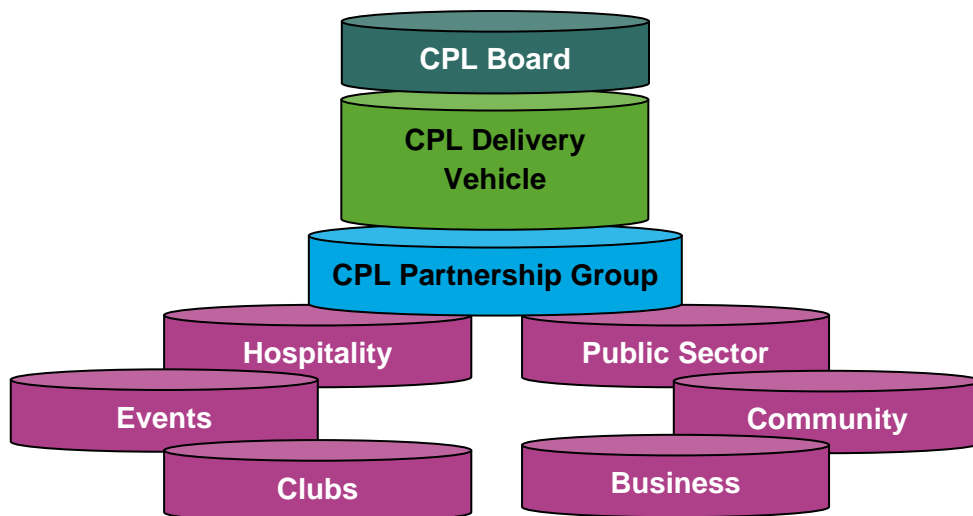 CPL Board
CPL Delivery
Vehicle
CPL Partnership Group
Hospitality
Public Sector
Events
Community
Clubs
Business